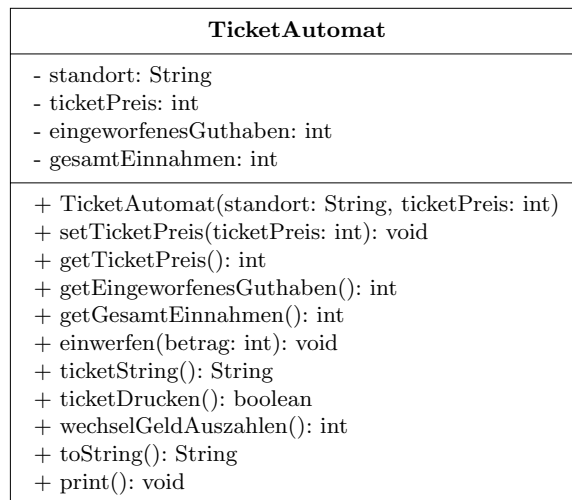 TicketAutomat
- standort: String
- ticketPreis: int
- eingeworfenesGuthaben: int
- gesamtEinnahmen: int
+ TicketAutomat(standort: String, ticketPreis: int)
+ setTicketPreis(ticketPreis: int): void
+ getTicketPreis(): int
+ getEingeworfenesGuthaben(): int
+ getGesamtEinnahmen(): int
+ einwerfen(betrag: int): void
+ ticketString(): String
+ ticketDrucken(): boolean
+ wechselGeldAuszahlen(): int
+ toString(): String
+ print(): void